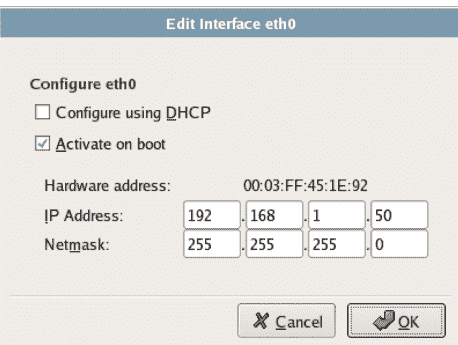 Edit Interface eth0
Configure eth0
Configure using DHCP
Activate on boot
Hardware address: 00:03:FF:45:1E:92
IP Address: 192 . 168 . 1 . 50
Netmask: 255 . 255 . 255 . 0
Cancel OK